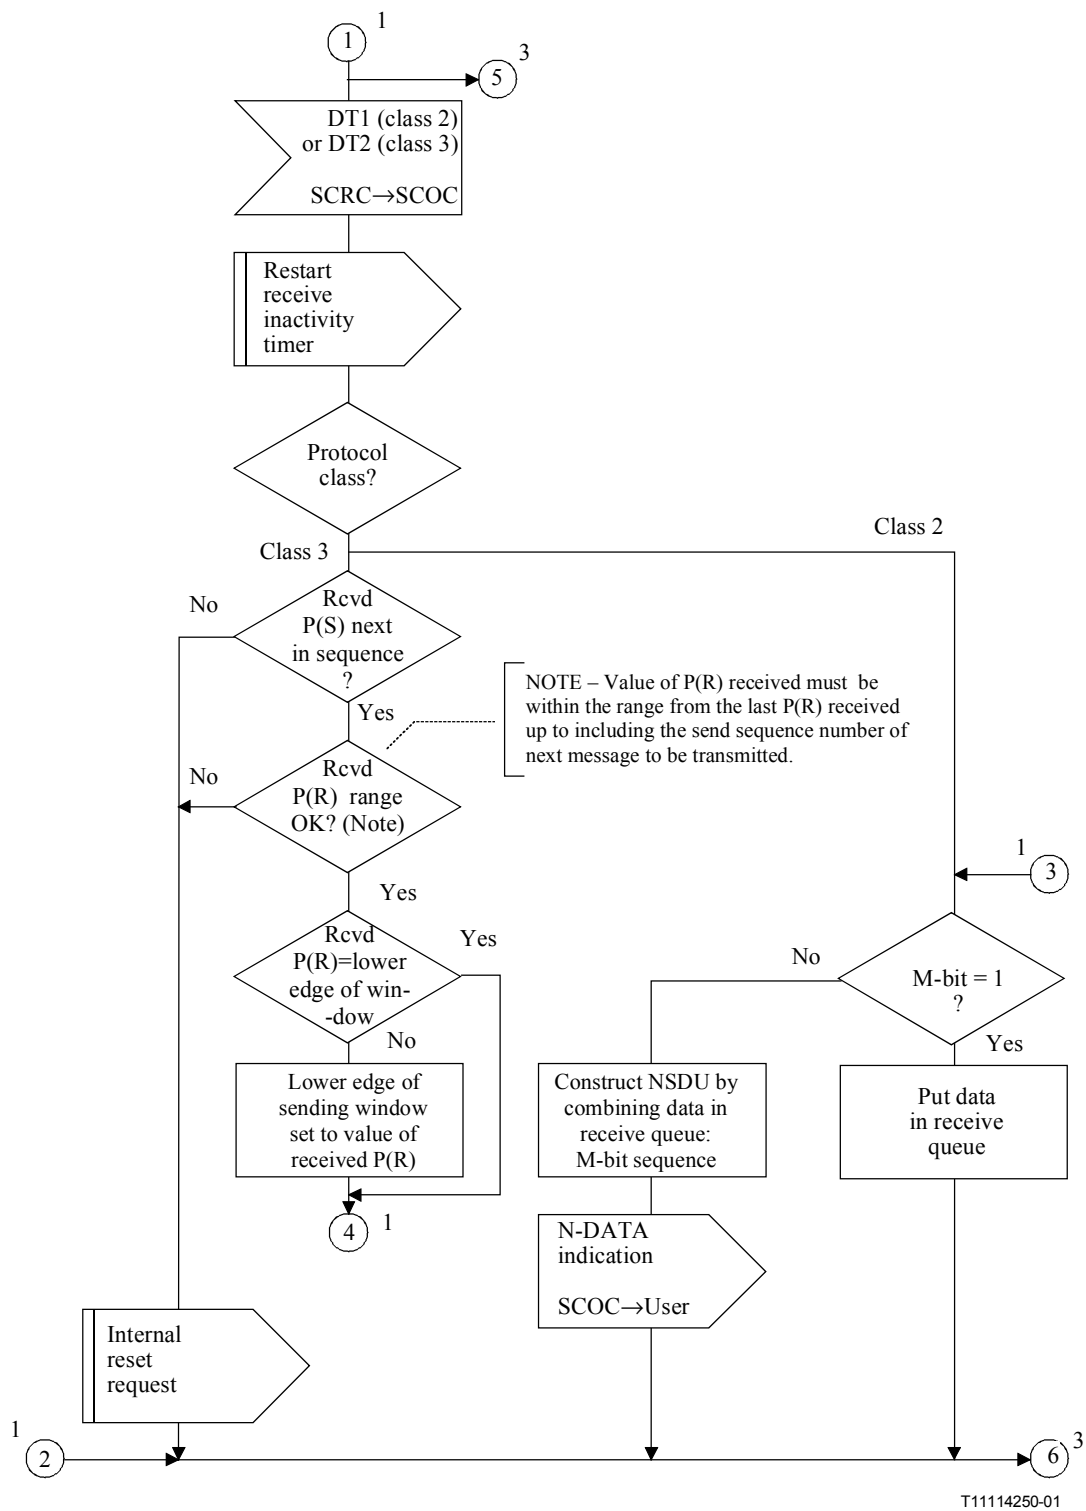 1
1
3
5
DT1 (class 2)
or DT2 (class 3)
SCRC→SCOC
Restart
receive
inactivity
timer
Protocol
class?
Class 3
Class 2
No
Rcvd
P(S) next
in sequence
?
Yes
NOTE – Value of P(R) received must be
within the range from the last P(R) received
up to including the send sequence number of
next message to be transmitted.
No
Rcvd
P(R) range
OK? (Note)
Yes
1
3
Rcvd
P(R)=lower
edge of win-
-dow
Yes
No
No
M-bit = 1
?
Yes
Lower edge of
sending window
set to value of
received P(R)
Construct NSDU by
combining data in
receive queue:
M-bit sequence
Put data
in receive
queue
4
1
N-DATA
indication
SCOC→User
Internal
reset
request
1
2
6
3
T11114250-01